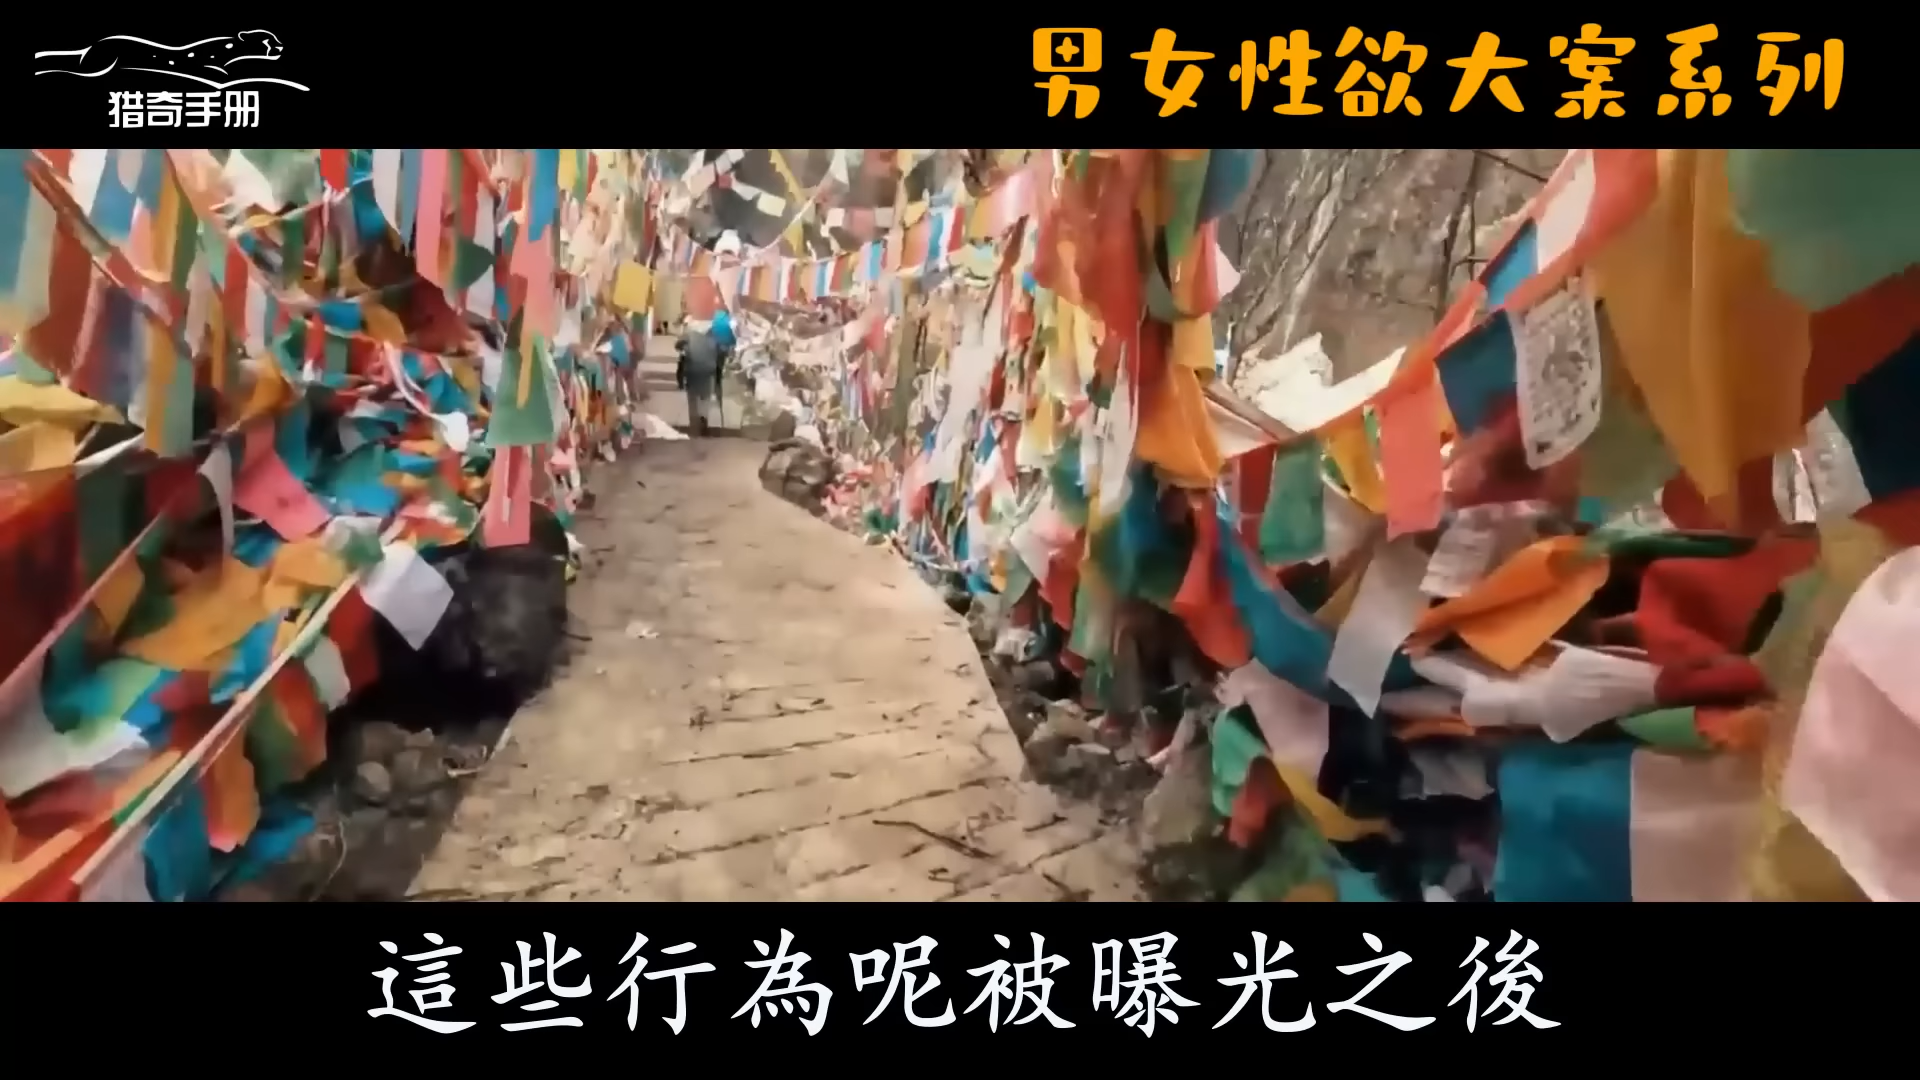 猎奇手册
男女性欲大案系列
這些行為呢被曝光之後